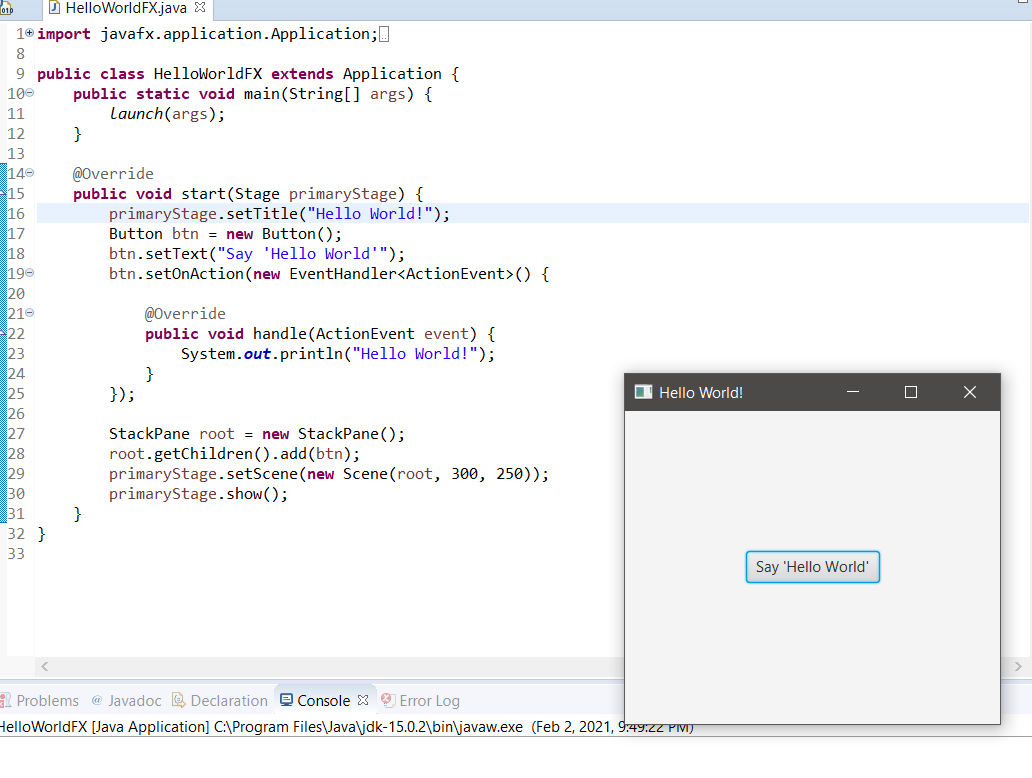 HelloWorldFX.java
1 import javafx.application.Application;
8
9 public class HelloWorldFX extends Application {
10 public static void main(String[] args) {
11 launch(args);
12 }
13
14 @Override
15 public void start(Stage primaryStage) {
16 primaryStage.setTitle("Hello World!");
17 Button btn = new Button();
18 btn.setText("Say 'Hello World'");
19 btn.setOnAction(new EventHandler<ActionEvent>() {
20
21 @Override
22 public void handle(ActionEvent event) {
23 System.out.println("Hello World!");
24 }
25 });
26
27 StackPane root = new StackPane();
28 root.getChildren().add(btn);
29 primaryStage.setScene(new Scene(root, 300, 250));
30 primaryStage.show();
31 }
32 }
33
Hello World!
Say 'Hello World'
Problems @ Javadoc Declaration Console Error Log
HelloWorldFX [Java Application] C:\Program Files\Java\jdk-15.0.2\bin\javaw.exe (Feb 2, 2021, 9:49:22 PM)